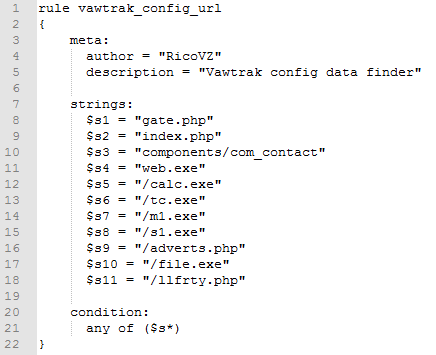 1 rule vawtrak_config_url
2 {
3 meta:
4 author = "RicoVZ"
5 description = "Vawtrak config data finder"
6
7 strings:
8 $s1 = "gate.php"
9 $s2 = "index.php"
10 $s3 = "components/com_contact"
11 $s4 = "web.exe"
12 $s5 = "/calc.exe"
13 $s6 = "/tc.exe"
14 $s7 = "/m1.exe"
15 $s8 = "/s1.exe"
16 $s9 = "/adverts.php"
17 $s10 = "/file.exe"
18 $s11 = "/llfrty.php"
19
20 condition:
21 any of ($s*)
22 }